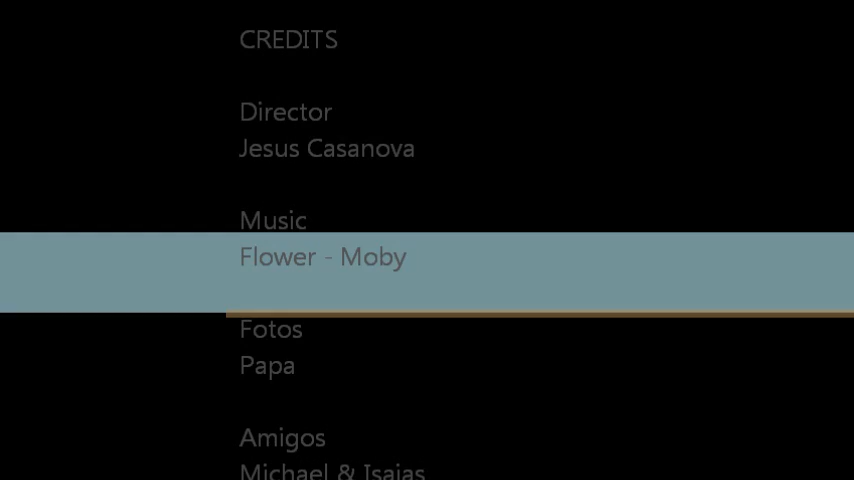 CREDITS
Director
Jesus Casanova
Music
Flower - Moby
Fotos
Papa
Amigos
Michael & Isaias